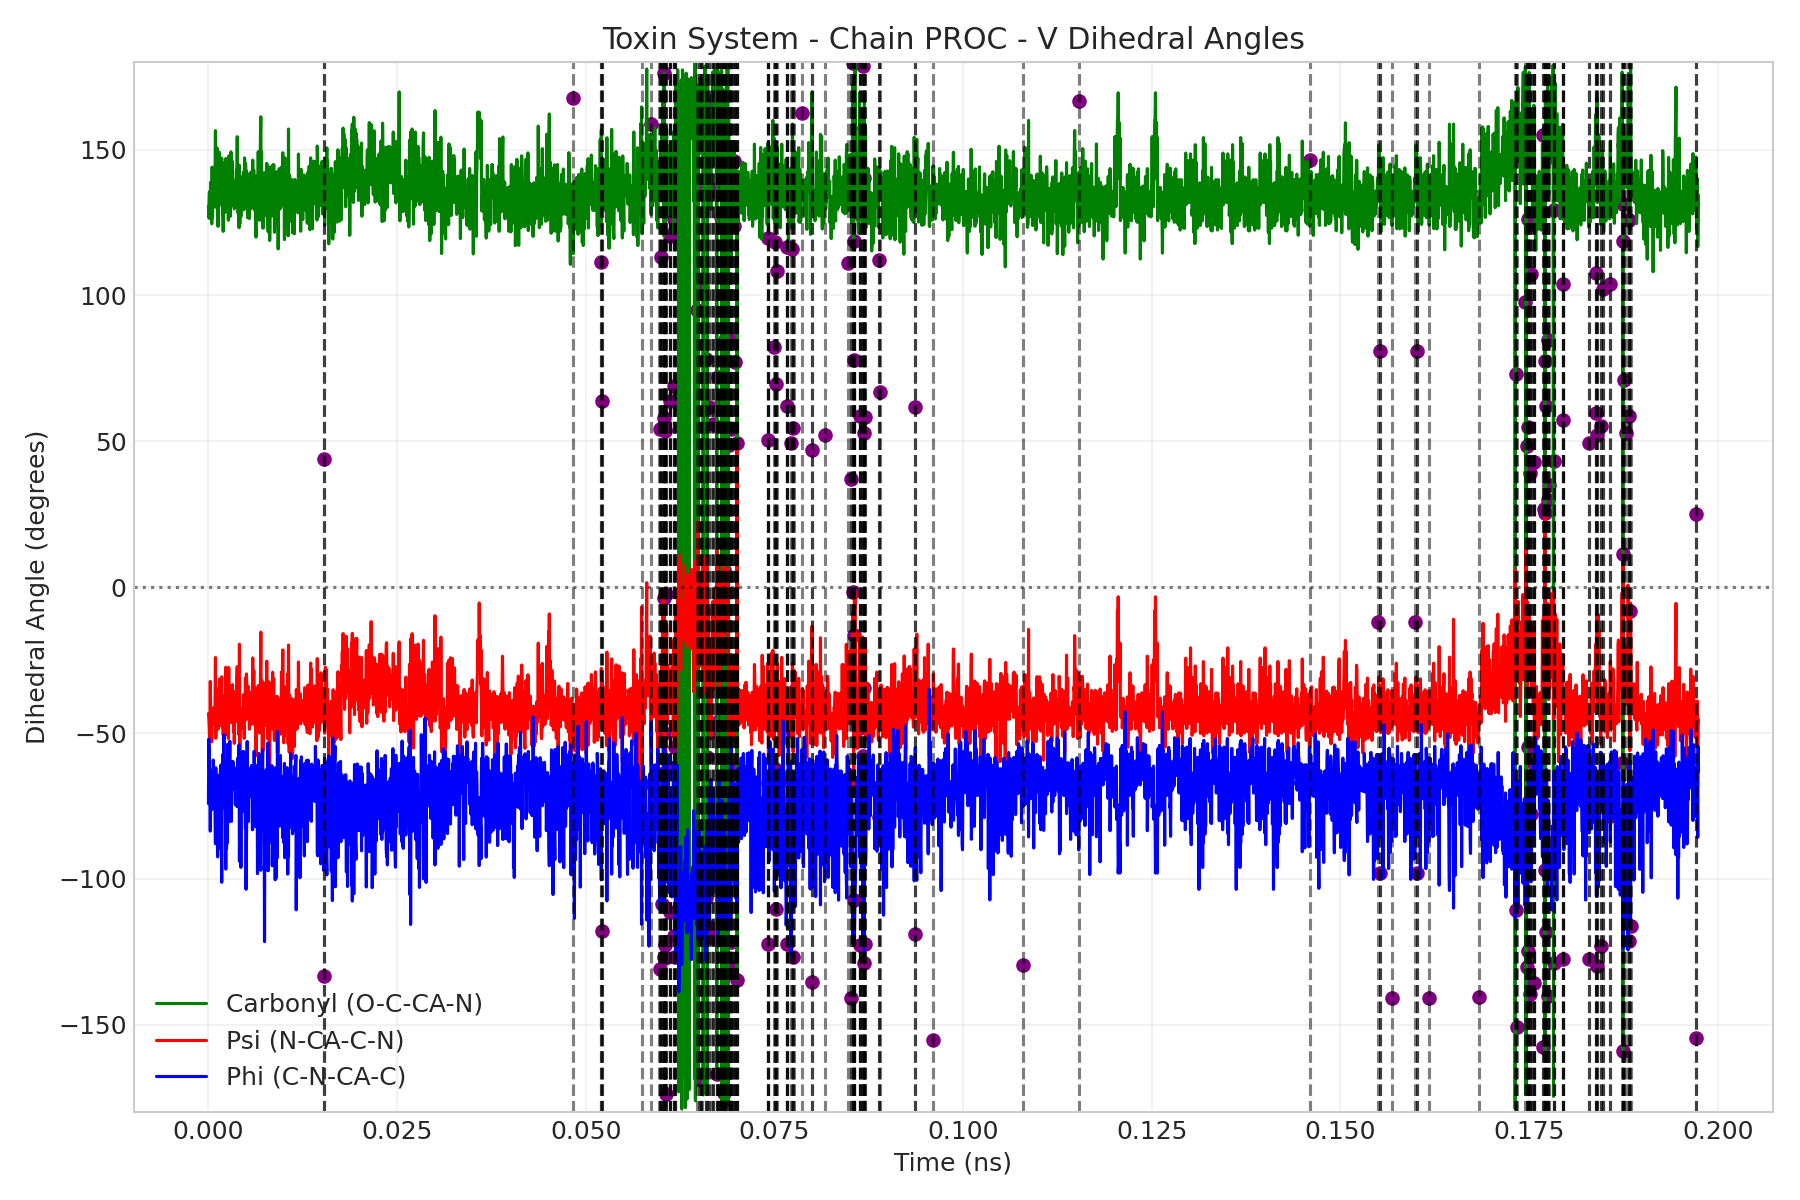 Toxin System - Chain PROC - V Dihedral Angles
Dihedral Angle (degrees)
150
100
50
0
−50
−100
−150
Carbonyl (O-C-CA-N)
Psi (N-CA-C-N)
Phi (C-N-CA-C)
0.000 0.025 0.050 0.075 0.100 0.125 0.150 0.175 0.200
Time (ns)